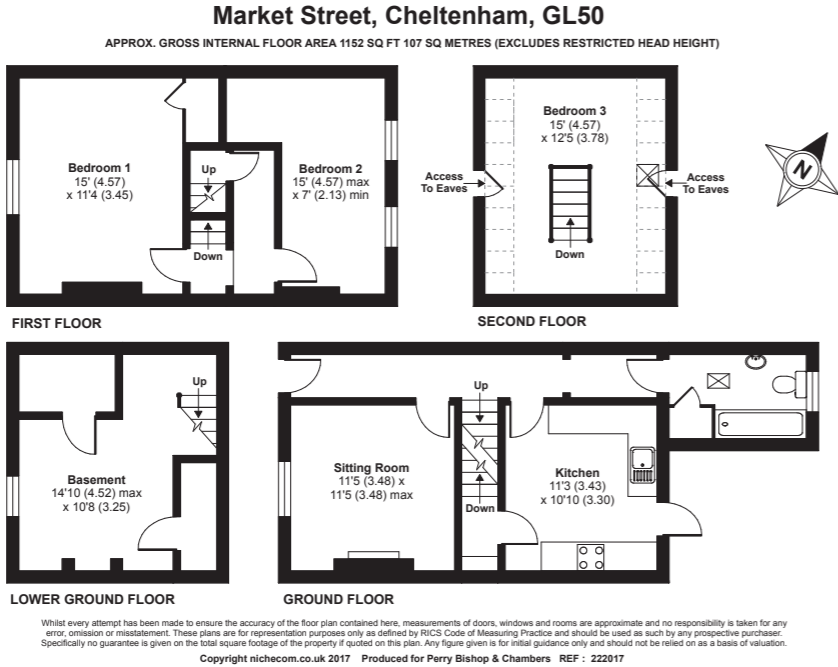 Market Street, Cheltenham, GL50
APPROX. GROSS INTERNAL FLOOR AREA 1152 SQ FT 107 SQ METRES (EXCLUDES RESTRICTED HEAD HEIGHT)
Bedroom 1
15' (4.57)
x 11'4 (3.45)
Up
Down
Bedroom 2
15' (4.57) max
x 7' (2.13) min
FIRST FLOOR
Bedroom 3
15' (4.57)
x 12'5 (3.78)
Access
To Eaves
Access
To Eaves
Down
SECOND FLOOR
N
Up
Basement
14'10 (4.52) max
x 10'8 (3.25)
LOWER GROUND FLOOR
Up
Sitting Room
11'5 (3.48) x
11'5 (3.48) max
Down
Kitchen
11'3 (3.43)
x 10'10 (3.30)
GROUND FLOOR
Whilst every attempt has been made to ensure the accuracy of the floor plan contained here, measurements of doors, windows and rooms are approximate and no responsibility is taken for any
error, omission or misstatement. These plans are for representation purposes only as defined by RICS Code of Measuring Practice and should be used as such by any prospective purchaser.
Specifically no guarantee is given on the total square footage of the property if quoted on this plan. Any figure given is for initial guidance only and should not be relied on as a basis of valuation.
Copyright nichecom.co.uk 2017 Produced for Perry Bishop & Chambers REF : 222017